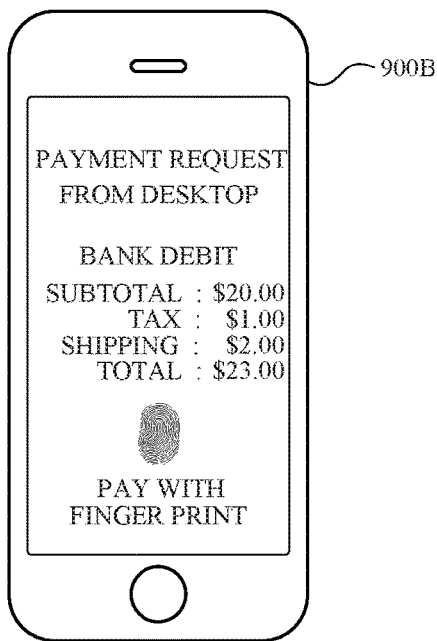 900B
PAYMENT REQUEST
FROM DESKTOP
BANK DEBIT
SUBTOTAL : $20.00
TAX : $1.00
SHIPPING : $2.00
TOTAL : $23.00
PAY WITH
FINGER PRINT